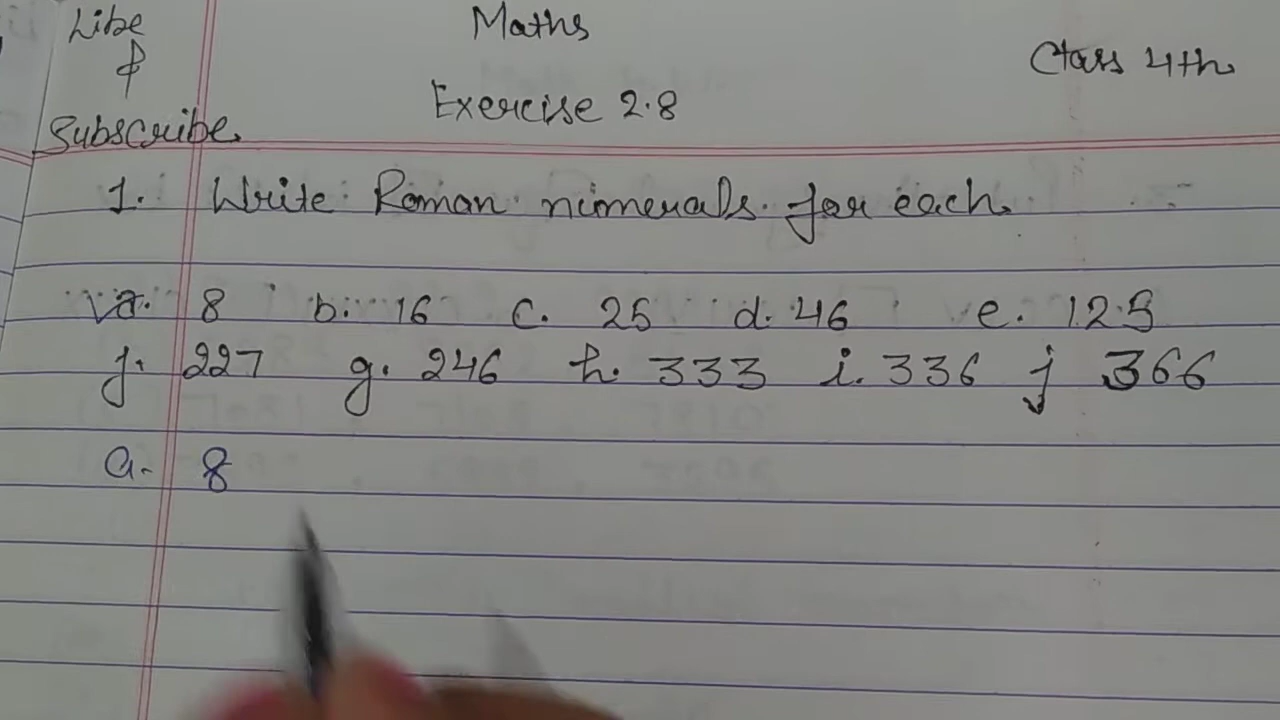 Like
&
Subscribe.
Maths
Exercise 2.8
Class 4th
1. Write Roman numerals for each.
a. 8 b. 16 c. 25 d. 46 e. 125
f. 227 g. 246 h. 333 i. 336 j 366
a. 8